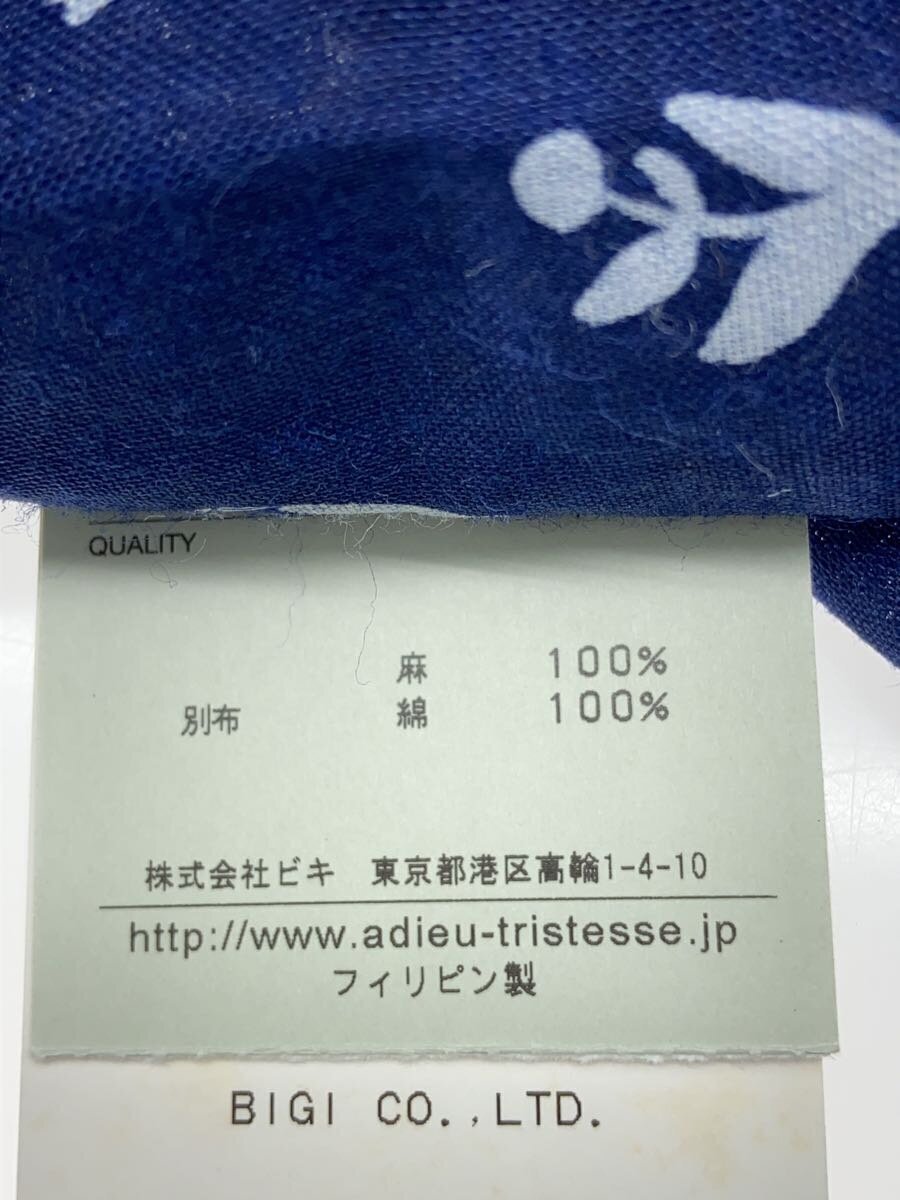 QUALITY
麻 100%
別布 綿 100%
株式会社ビキ 東京都港区高輪1-4-10
http://www.adieu-tristesse.jp
フィリピン製
BIGI CO.,LTD.